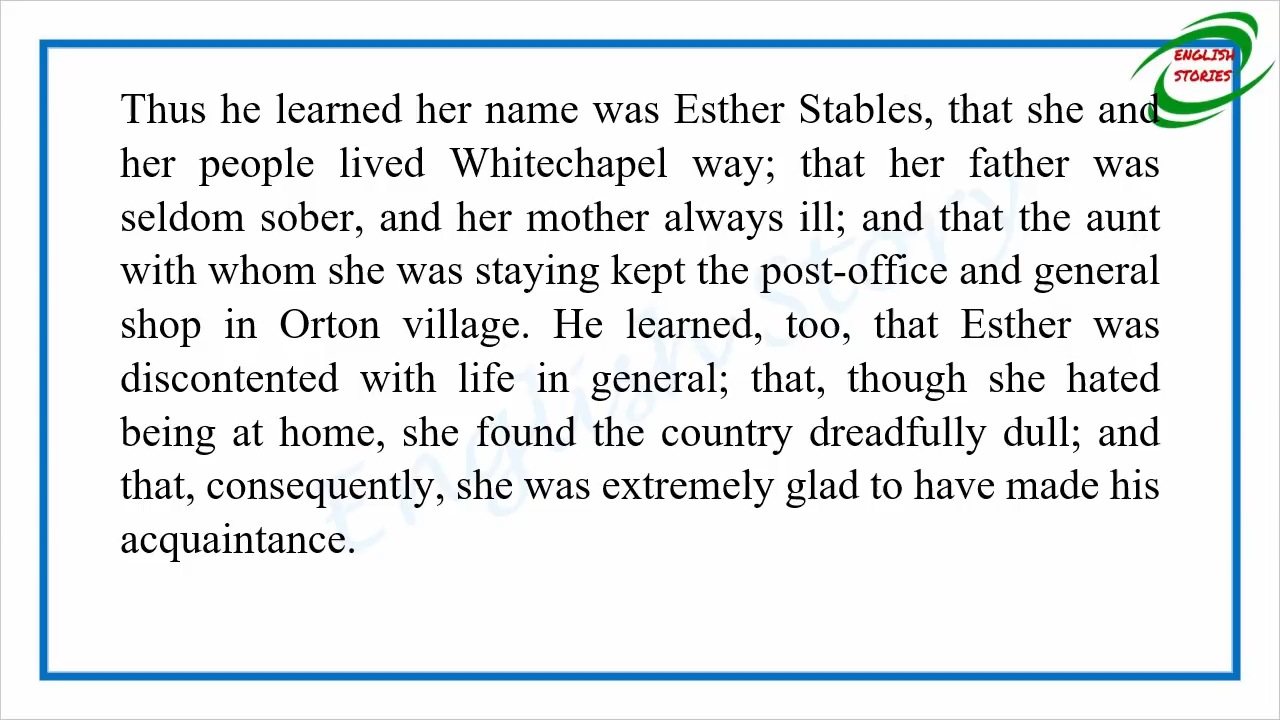 ENGLISH
STORIES
Thus he learned her name was Esther Stables, that she and
her people lived Whitechapel way; that her father was
seldom sober, and her mother always ill; and that the aunt
with whom she was staying kept the post-office and general
shop in Orton village. He learned, too, that Esther was
discontented with life in general; that, though she hated
being at home, she found the country dreadfully dull; and
that, consequently, she was extremely glad to have made his
acquaintance.
English Story